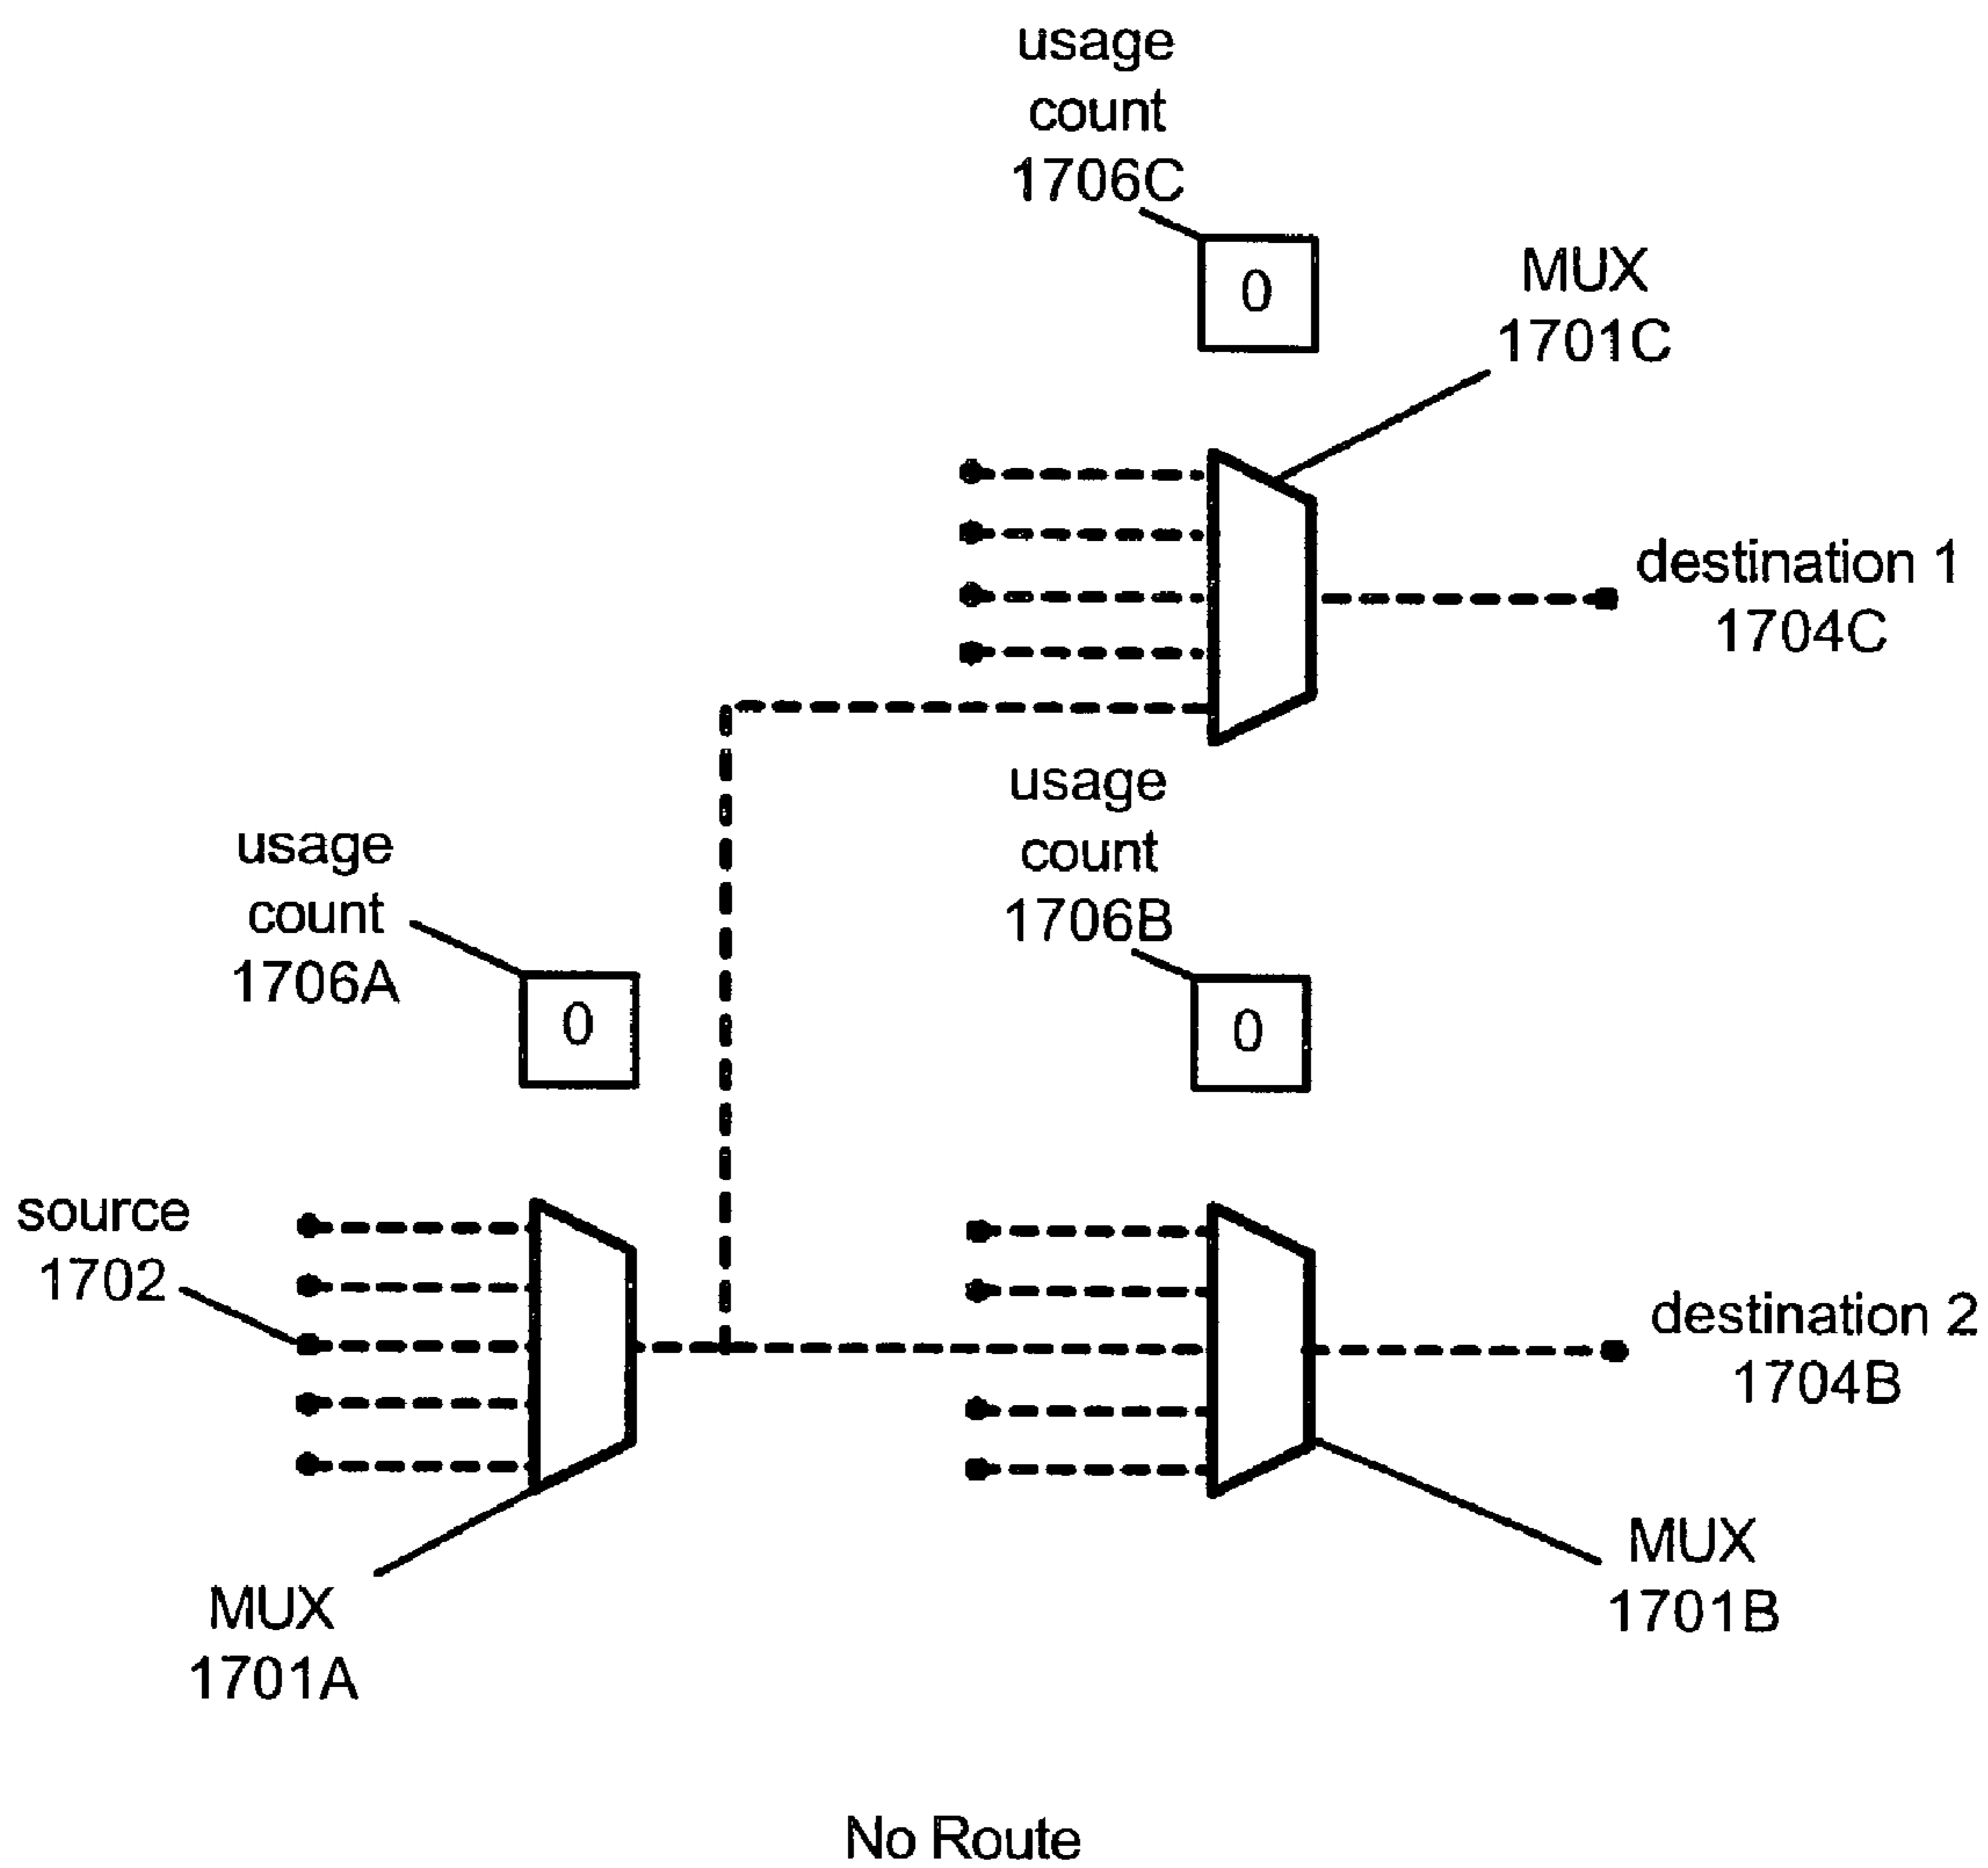 usage
count
1706C
0
MUX
1701C
destination 1
1704C
usage
count
1706B
0
usage
count
1706A
0
source
1702
destination 2
1704B
MUX
1701B
MUX
1701A
No Route